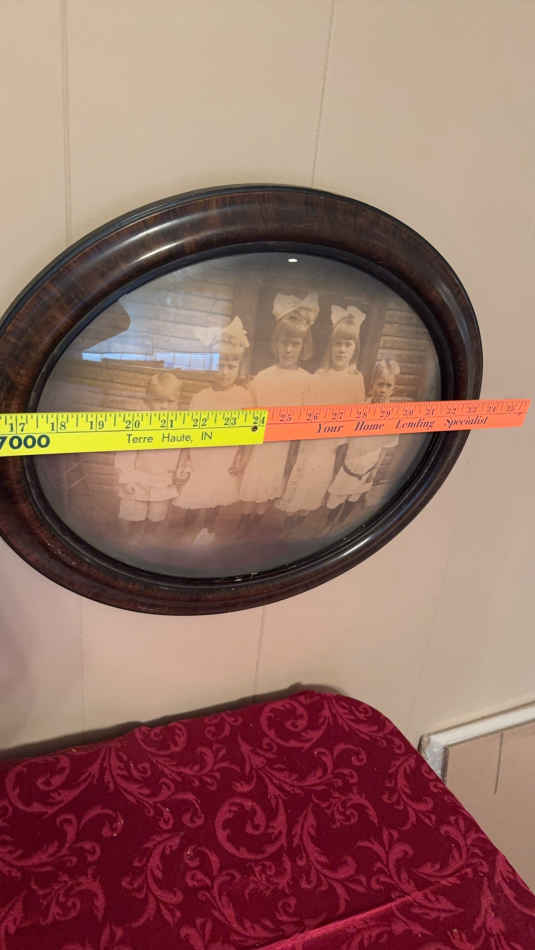 17 18 19 20 21 22 23 24 25 26 27 28 29 30 31 32 33 34 35
7000 Terre Haute, IN Your Home Lending Specialist